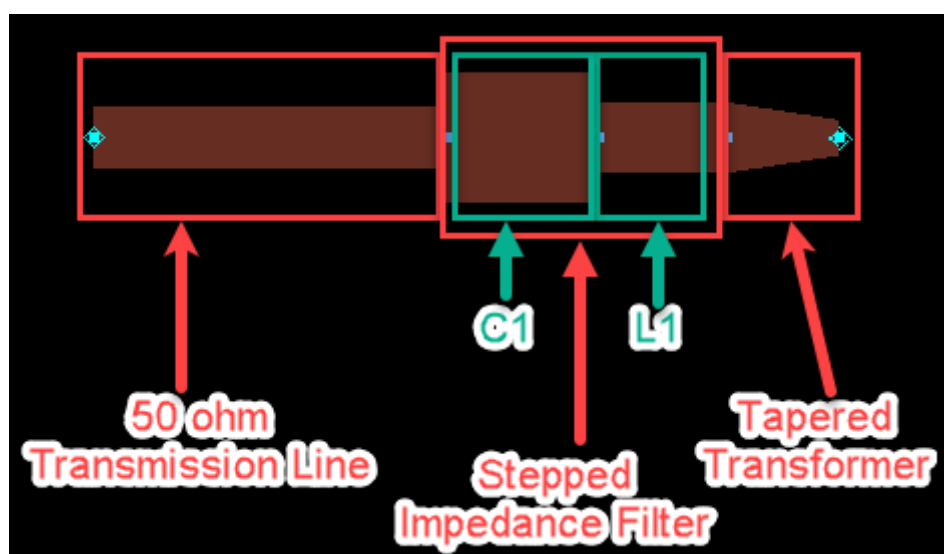 C1
L1
50 ohm
Transmission Line
Stepped
Impedance Filter
Tapered
Transformer